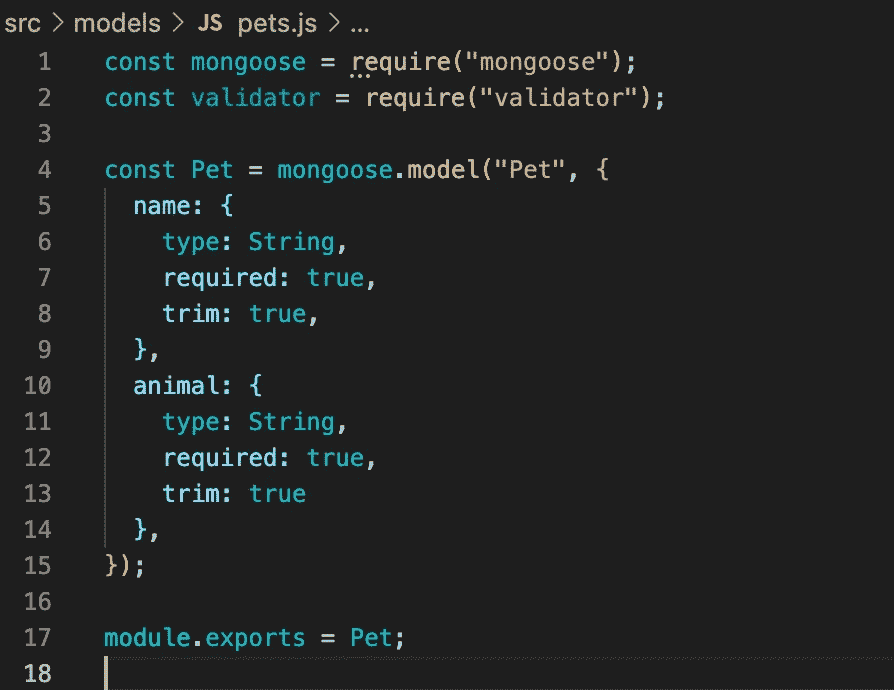 src > models > JS pets.js > ...
1 const mongoose = require("mongoose");
2 const validator = require("validator");
3
4 const Pet = mongoose.model("Pet", {
5   name: {
6     type: String,
7     required: true,
8     trim: true,
9   },
10   animal: {
11     type: String,
12     required: true,
13     trim: true
14   },
15 });
16
17 module.exports = Pet;
18